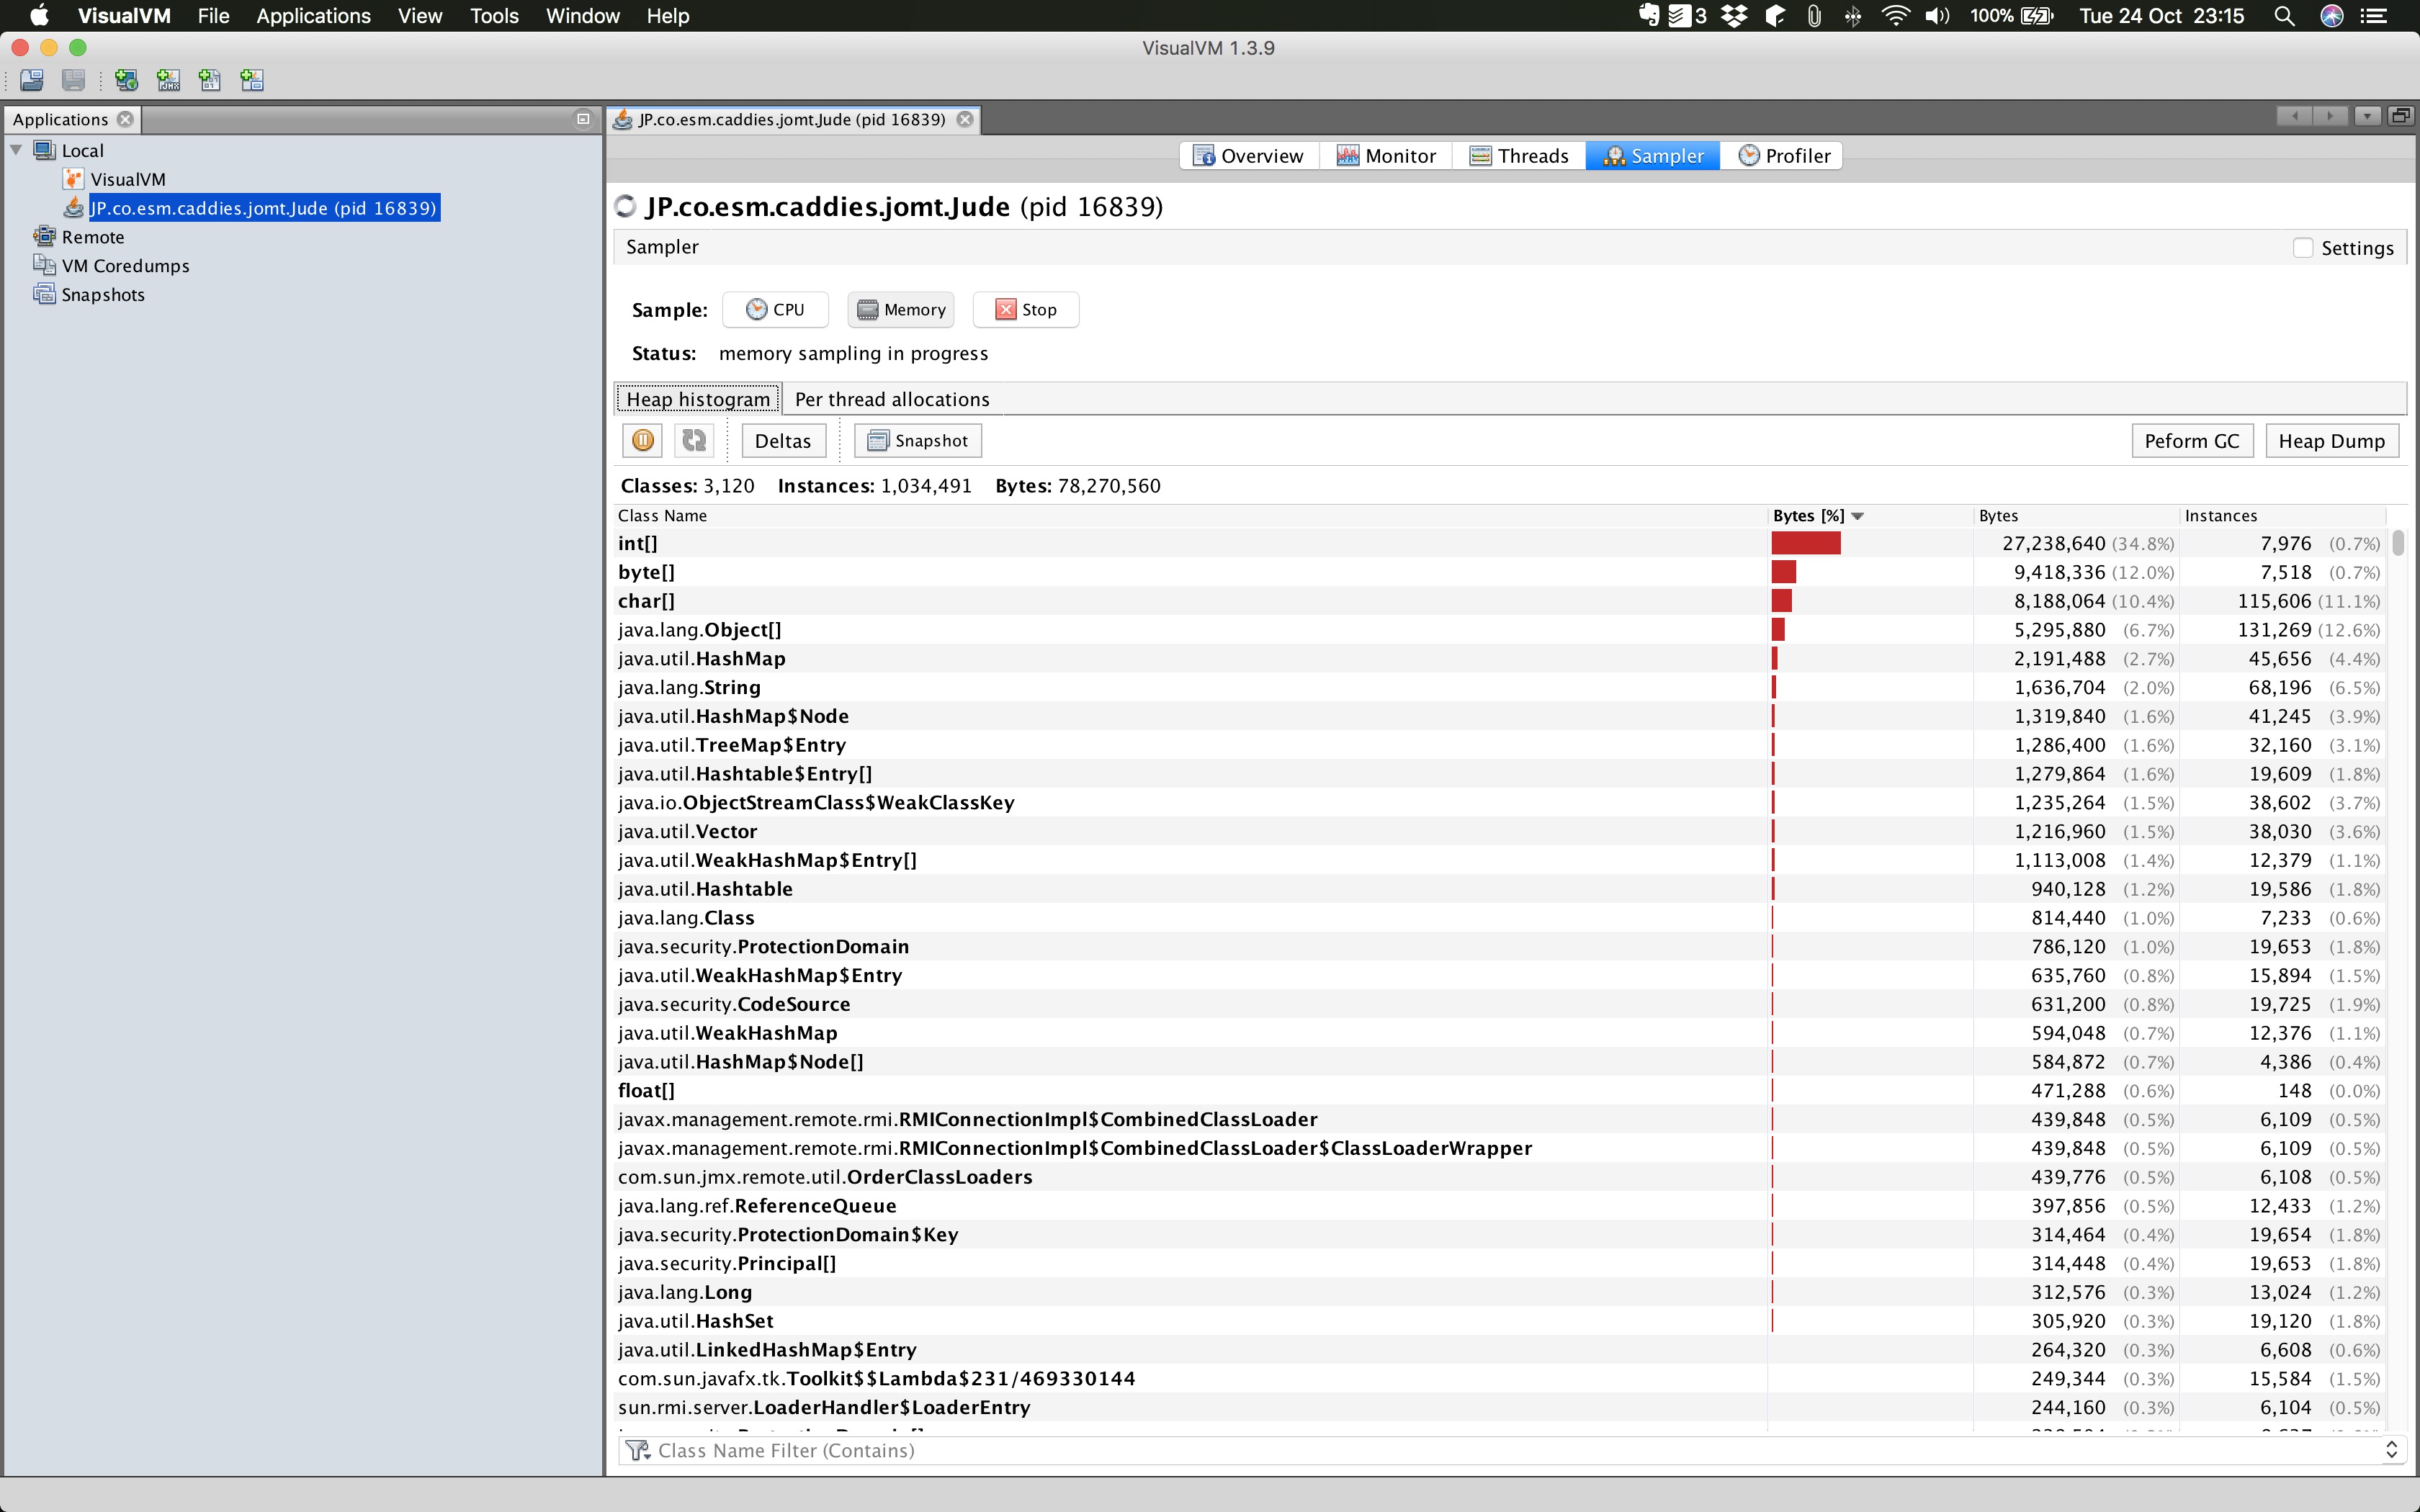 VisualVM File Applications View Tools Window Help 3 100% Tue 24 Oct 23:15
VisualVM 1.3.9
Applications
Local
VisualVM
JP.co.esm.caddies.jomt.Jude (pid 16839)
Remote
VM Coredumps
Snapshots
JP.co.esm.caddies.jomt.Jude (pid 16839)
Overview Monitor Threads Sampler Profiler
JP.co.esm.caddies.jomt.Jude (pid 16839)
Sampler Settings
Sample: CPU Memory Stop
Status: memory sampling in progress
Heap histogram Per thread allocations
Deltas Snapshot Peform GC Heap Dump
Classes: 3,120 Instances: 1,034,491 Bytes: 78,270,560
Class Name Bytes [%] Bytes Instances
int[] 27,238,640 (34.8%) 7,976 (0.7%)
byte[] 9,418,336 (12.0%) 7,518 (0.7%)
char[] 8,188,064 (10.4%) 115,606 (11.1%)
java.lang.Object[] 5,295,880 (6.7%) 131,269 (12.6%)
java.util.HashMap 2,191,488 (2.7%) 45,656 (4.4%)
java.lang.String 1,636,704 (2.0%) 68,196 (6.5%)
java.util.HashMap$Node 1,319,840 (1.6%) 41,245 (3.9%)
java.util.TreeMap$Entry 1,286,400 (1.6%) 32,160 (3.1%)
java.util.Hashtable$Entry[] 1,279,864 (1.6%) 19,609 (1.8%)
java.io.ObjectStreamClass$WeakClassKey 1,235,264 (1.5%) 38,602 (3.7%)
java.util.Vector 1,216,960 (1.5%) 38,030 (3.6%)
java.util.WeakHashMap$Entry[] 1,113,008 (1.4%) 12,379 (1.1%)
java.util.Hashtable 940,128 (1.2%) 19,586 (1.8%)
java.lang.Class 814,440 (1.0%) 7,233 (0.6%)
java.security.ProtectionDomain 786,120 (1.0%) 19,653 (1.8%)
java.util.WeakHashMap$Entry 635,760 (0.8%) 15,894 (1.5%)
java.security.CodeSource 631,200 (0.8%) 19,725 (1.9%)
java.util.WeakHashMap 594,048 (0.7%) 12,376 (1.1%)
java.util.HashMap$Node[] 584,872 (0.7%) 4,386 (0.4%)
float[] 471,288 (0.6%) 148 (0.0%)
javax.management.remote.rmi.RMIConnectionImpl$CombinedClassLoader 439,848 (0.5%) 6,109 (0.5%)
javax.management.remote.rmi.RMIConnectionImpl$CombinedClassLoader$ClassLoaderWrapper 439,848 (0.5%) 6,109 (0.5%)
com.sun.jmx.remote.util.OrderClassLoaders 439,776 (0.5%) 6,108 (0.5%)
java.lang.ref.ReferenceQueue 397,856 (0.5%) 12,433 (1.2%)
java.security.ProtectionDomain$Key 314,464 (0.4%) 19,654 (1.8%)
java.security.Principal[] 314,448 (0.4%) 19,653 (1.8%)
java.lang.Long 312,576 (0.3%) 13,024 (1.2%)
java.util.HashSet 305,920 (0.3%) 19,120 (1.8%)
java.util.LinkedHashMap$Entry 264,320 (0.3%) 6,608 (0.6%)
com.sun.javafx.tk.Toolkit$$Lambda$231/469330144 249,344 (0.3%) 15,584 (1.5%)
sun.rmi.server.LoaderHandler$LoaderEntry 244,160 (0.3%) 6,104 (0.5%)
Class Name Filter (Contains)